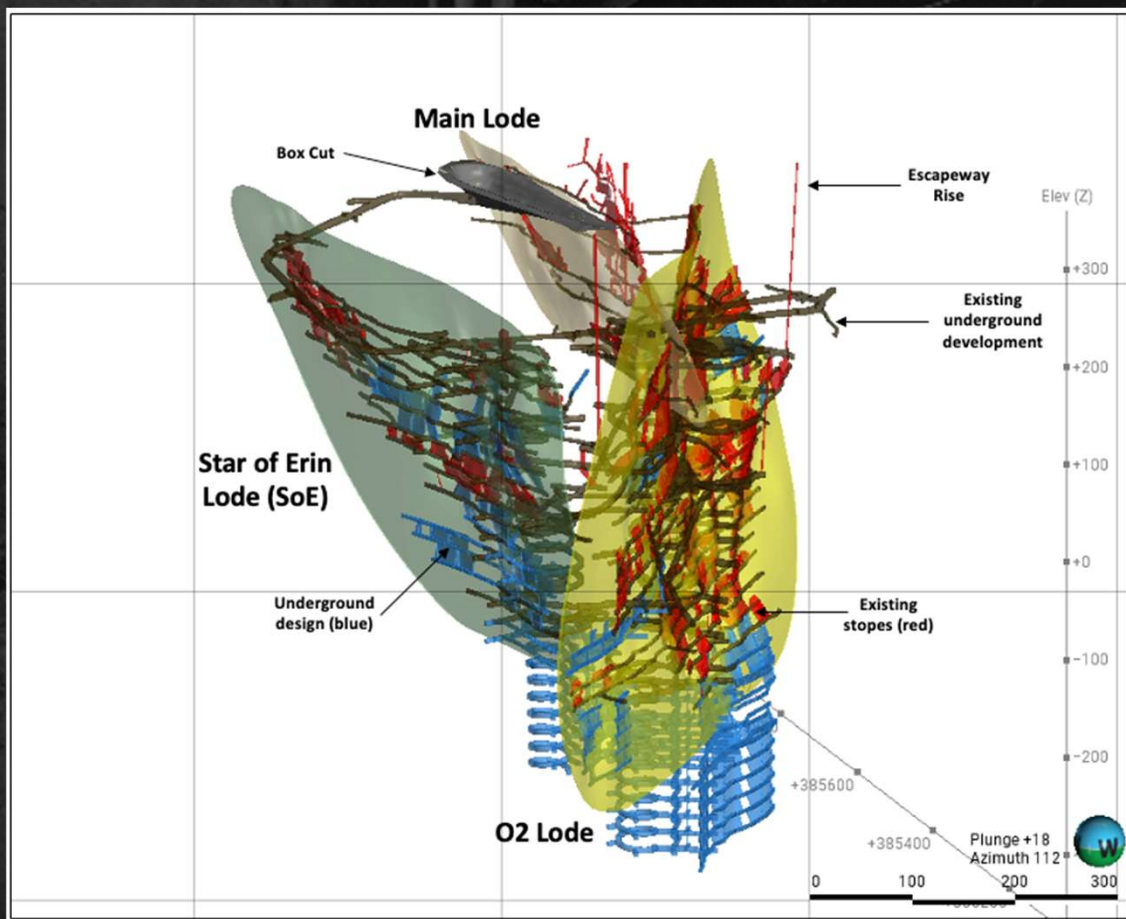 Main Lode
Box Cut
Escapeway
Rise
Elev (Z)
+300
Existing
underground
development
+200
Star of Erin
Lode (SoE)
+100
+0
Underground
design (blue)
Existing
stopes (red)
-100
-200
+385600
O2 Lode
+385400
Plunge +18
Azimuth 112
W
0
100
200
300